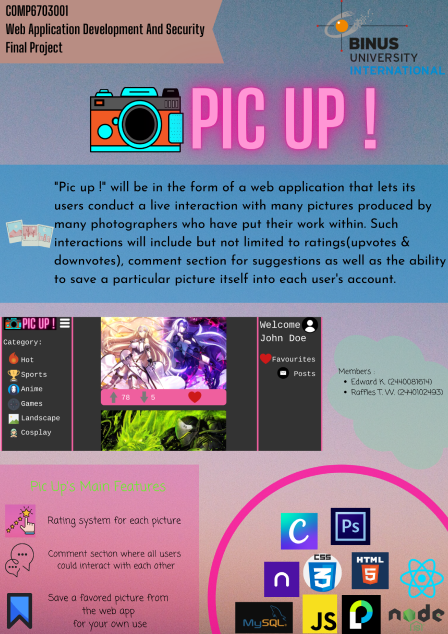 COMP6703001
Web Application Development And Security
Final Project
BINUS
UNIVERSITY
INTERNATIONAL
PIC UP !
"Pic up !" will be in the form of a web application that lets its
users conduct a live interaction with many pictures produced by
many photographers who have put their work within. Such
interactions will include but not limited to ratings(upvotes &
downvotes), comment section for suggestions as well as the ability
to save a particular picture itself into each user's account.
PIC UP !
Category:
Hot
Sports
Anime
Games
Landscape
Cosplay
78 5
Welcome
John Doe
Favourites
Posts
Members :
Edward K. (2440081614)
Raffles T. W. (2440102493)
Pic Up's Main Features:
Rating system for each picture
Comment section where all users
could interact with each other
Save a favored picture from
the web app
for your own use
C
Ps
n
CSS
3
HTML
5
MySQL
JS
node